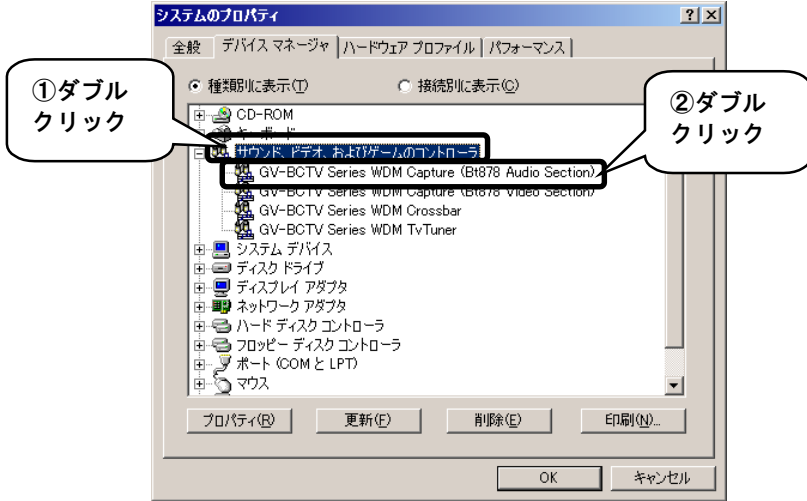 システムのプロパティ
全般 デバイス マネージャ ハードウェア プロファイル パフォーマンス
①ダブル
クリック
種類別に表示(T) 接続別に表示(C)
②ダブル
クリック
CD-ROM
キーボード
サウンド、ビデオ、およびゲームのコントローラ
GV-BCTV Series WDM Capture (Bt878 Audio Section)
GV-BCTV Series WDM Capture (Bt878 Video Section)
GV-BCTV Series WDM Crossbar
GV-BCTV Series WDM TvTuner
システム デバイス
ディスク ドライブ
ディスプレイ アダプタ
ネットワーク アダプタ
ハード ディスク コントローラ
フロッピー ディスク コントローラ
ポート (COM と LPT)
マウス
プロパティ(R) 更新(F) 削除(E) 印刷(N)...
OK キャンセル